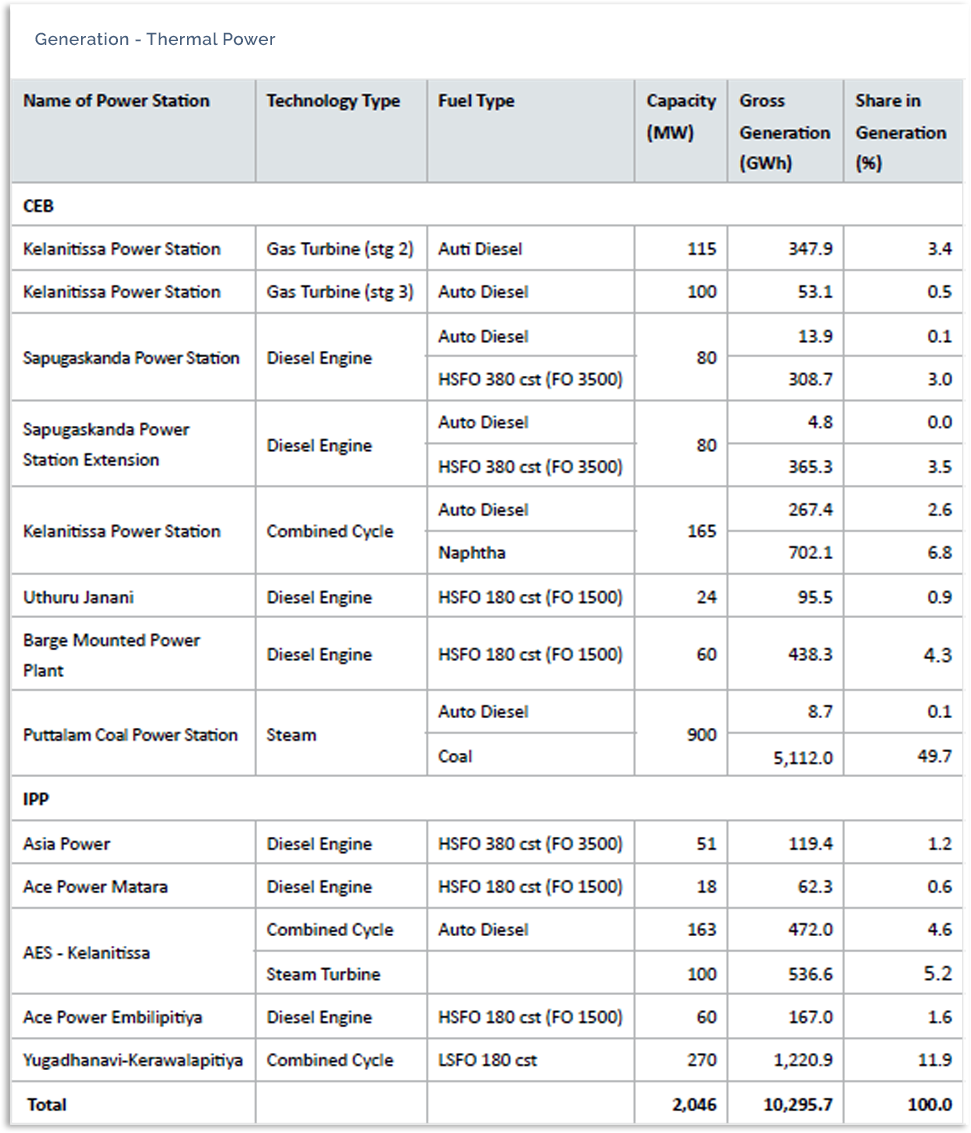 Generation - Thermal Power
Name of Power Station Technology Type Fuel Type Capacity (MW) Gross Generation (GWh) Share in Generation (%)
CEB
Kelanitissa Power Station Gas Turbine (stg 2) Auti Diesel 115 347.9 3.4
Kelanitissa Power Station Gas Turbine (stg 3) Auto Diesel 100 53.1 0.5
Sapugaskanda Power Station Diesel Engine Auto Diesel 80 13.9 0.1
HSFO 380 cst (FO 3500) 308.7 3.0
Sapugaskanda Power Station Extension Diesel Engine Auto Diesel 80 4.8 0.0
HSFO 380 cst (FO 3500) 365.3 3.5
Kelanitissa Power Station Combined Cycle Auto Diesel 165 267.4 2.6
Naphtha 702.1 6.8
Uthuru Janani Diesel Engine HSFO 180 cst (FO 1500) 24 95.5 0.9
Barge Mounted Power Plant Diesel Engine HSFO 180 cst (FO 1500) 60 438.3 4.3
Puttalam Coal Power Station Steam Auto Diesel 900 8.7 0.1
Coal 5,112.0 49.7
IPP
Asia Power Diesel Engine HSFO 380 cst (FO 3500) 51 119.4 1.2
Ace Power Matara Diesel Engine HSFO 180 cst (FO 1500) 18 62.3 0.6
AES - Kelanitissa Combined Cycle Auto Diesel 163 472.0 4.6
Steam Turbine 100 536.6 5.2
Ace Power Embilipitiya Diesel Engine HSFO 180 cst (FO 1500) 60 167.0 1.6
Yugadhanavi-Kerawalapitiya Combined Cycle LSFO 180 cst 270 1,220.9 11.9
Total 2,046 10,295.7 100.0